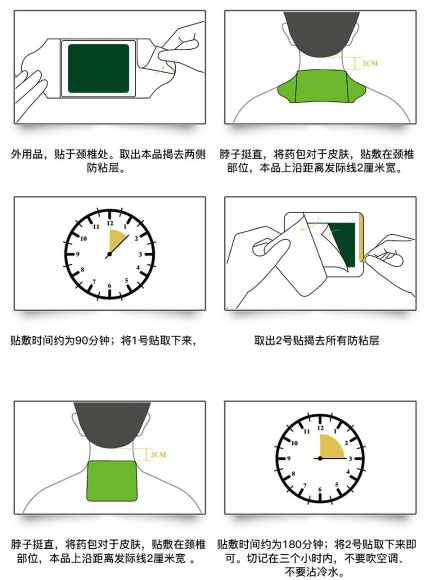 2CM
外用品，贴于颈椎处。取出本品揭去两侧
防粘层。
脖子挺直，将药包对于皮肤，贴敷在颈椎
部位，本品上沿距离发际线2厘米宽。
12
1
2
3
4
5
6
7
8
9
10
11
贴敷时间约为90分钟；将1号贴取下来，
取出2号贴揭去所有防粘层
2CM
12
1
2
3
4
5
6
7
8
9
10
11
脖子挺直，将药包对于皮肤，贴敷在颈椎
部位，本品上沿距离发际线2厘米宽 。
贴敷时间约为180分钟；将2号贴取下来即
可。切记在三个小时内，不要吹空调、
不要沾冷水。